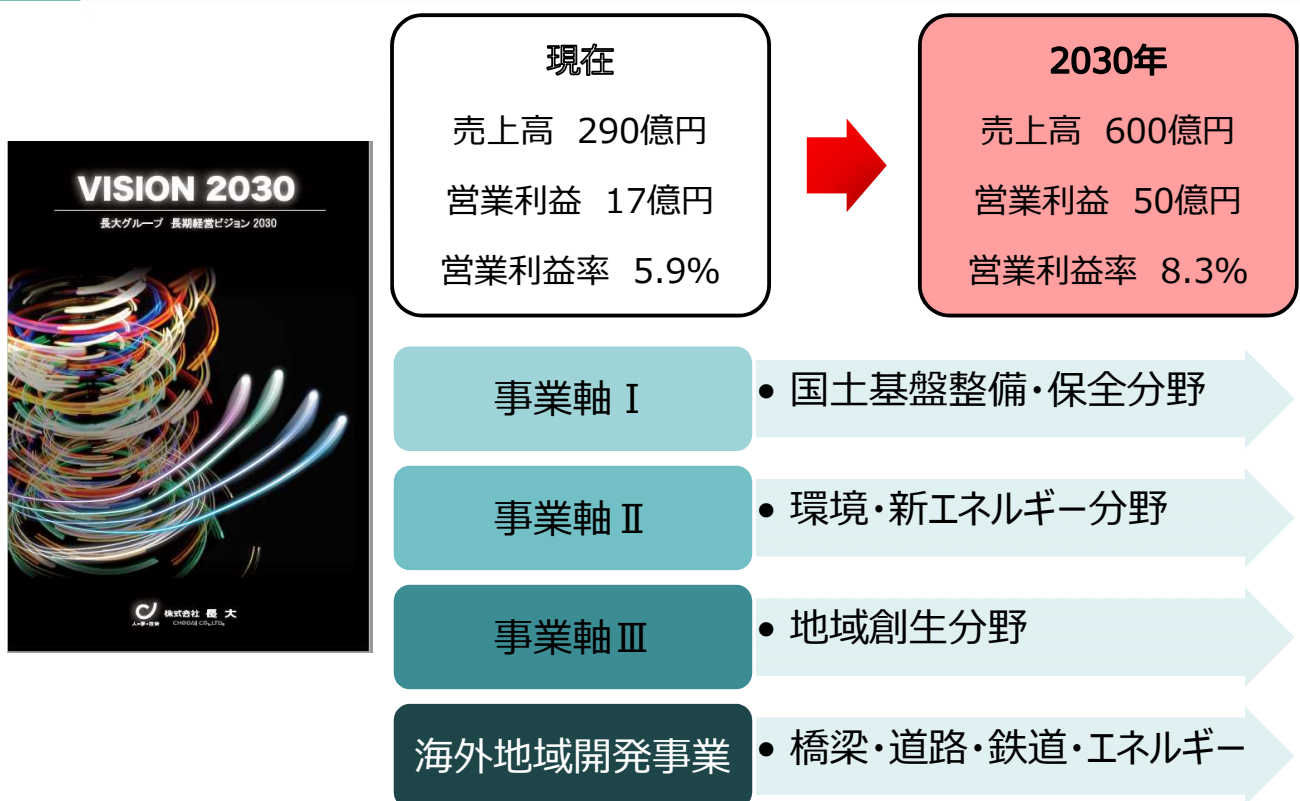 VISION 2030
長大グループ 長期経営ビジョン 2030
株式会社 長 大
人・夢・技術 CHODAI CO.,LTD.
現在
売上高 290億円
営業利益 17億円
営業利益率 5.9%
2030年
売上高 600億円
営業利益 50億円
営業利益率 8.3%
事業軸Ⅰ
• 国土基盤整備・保全分野
事業軸Ⅱ
• 環境・新エネルギー分野
事業軸Ⅲ
• 地域創生分野
海外地域開発事業
• 橋梁・道路・鉄道・エネルギー